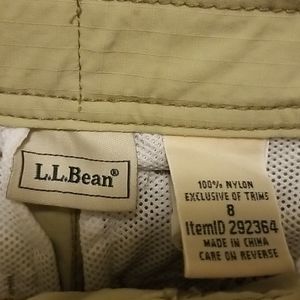 L.L.Bean®
100% NYLON
EXCLUSIVE OF TRIMS
8
ItemID 292364
MADE IN CHINA
CARE ON REVERSE